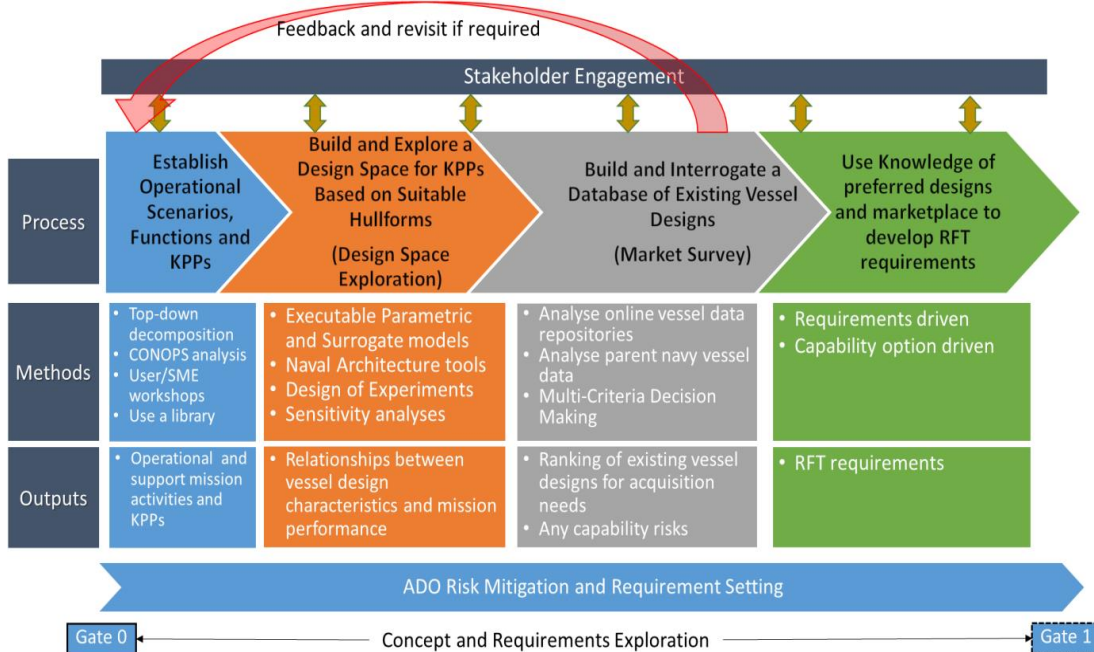 Feedback and revisit if required
Stakeholder Engagement
Process
Establish
Operational
Scenarios,
Functions and
KPPs
Build and Explore a
Design Space for KPPs
Based on Suitable
Hullforms
(Design Space
Exploration)
Build and Interrogate a
Database of Existing Vessel
Designs
(Market Survey)
Use Knowledge of
preferred designs
and marketplace to
develop RFT
requirements
Methods
• Top-down
decomposition
• CONOPS analysis
• User/SME
workshops
• Use a library
• Executable Parametric
and Surrogate models
• Naval Architecture tools
• Design of Experiments
• Sensitivity analyses
• Analyse online vessel data
repositories
• Analyse parent navy vessel
data
• Multi-Criteria Decision
Making
• Requirements driven
• Capability option driven
Outputs
• Operational and
support mission
activities and
KPPs
• Relationships between
vessel design
characteristics and mission
performance
• Ranking of existing vessel
designs for acquisition
needs
• Any capability risks
• RFT requirements
ADO Risk Mitigation and Requirement Setting
Gate 0
Concept and Requirements Exploration
Gate 1